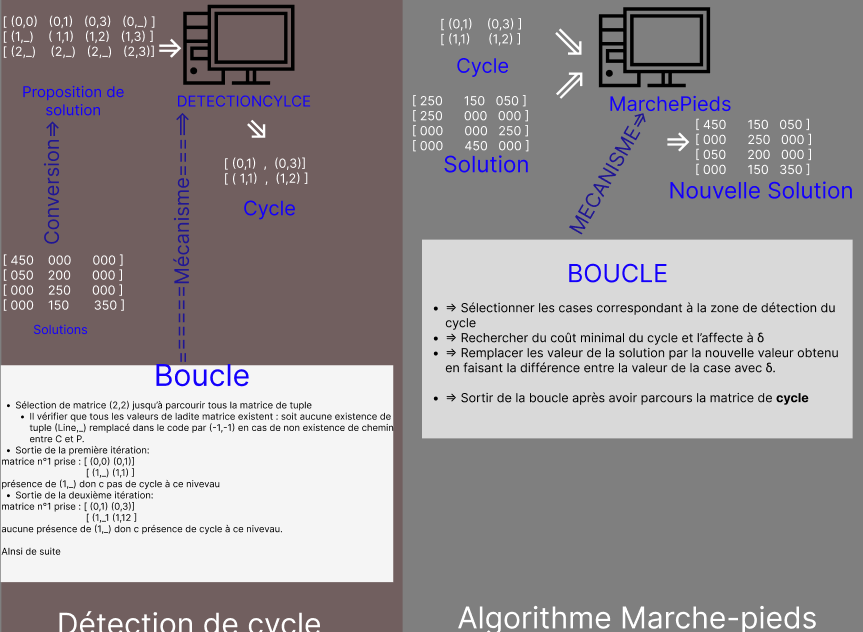 [ (0,0) (0,1) (0,3) (0,_) ]
[ (1,_) ( 1,1) (1,2) (1,3) ]
[ (2,_) (2,_) (2,_) (2,3)] ⇒
Proposition de
solution
DETECTIONCYLCE
Conversion⇒
=====Mécanisme===⇒
[ (0,1) , (0,3)]
[ ( 1,1) , (1,2) ]
Cycle
[ 450 000 000 ]
[ 050 200 000 ]
[ 000 250 000 ]
[ 000 150 350 ]
Solutions
Boucle
• Sélection de matrice (2,2) jusqu'à parcourir tous la matrice de tuple
• Il vérifier que tous les valeurs de ladite matrice existent : soit aucune existence de
tuple (Line,_) remplacé dans le code par (-1,-1) en cas de non existence de chemin
entre C et P.
• Sortie de la première itération:
matrice n°1 prise : [ (0,0) (0,1)]
[ (1,_) (1,1) ]
présence de (1,_) don c pas de cycle à ce nivevau
• Sortie de la deuxième itération:
matrice n°1 prise : [ (0,1) (0,3)]
[ (1,_1 (1,12 ]
aucune présence de (1,_) don c présence de cycle à ce nivevau.
AInsi de suite
Détection de cycle
[ (0,1) (0,3) ]
[ (1,1) (1,2) ]
Cycle
[ 250 150 050 ]
[ 250 000 000 ]
[ 000 000 250 ]
[ 000 450 000 ]
Solution
MarchePieds
MECANISME⇒
⇒ [ 450 150 050 ]
[ 000 250 000 ]
[ 050 200 000 ]
[ 000 150 350 ]
Nouvelle Solution
BOUCLE
• ⇒ Sélectionner les cases correspondant à la zone de détection du
cycle
• ⇒ Rechercher du coût minimal du cycle et l'affecte à δ
• ⇒ Remplacer les valeur de la solution par la nouvelle valeur obtenu
en faisant la différence entre la valeur de la case avec δ.
• ⇒ Sortir de la boucle après avoir parcours la matrice de cycle
Algorithme Marche-pieds